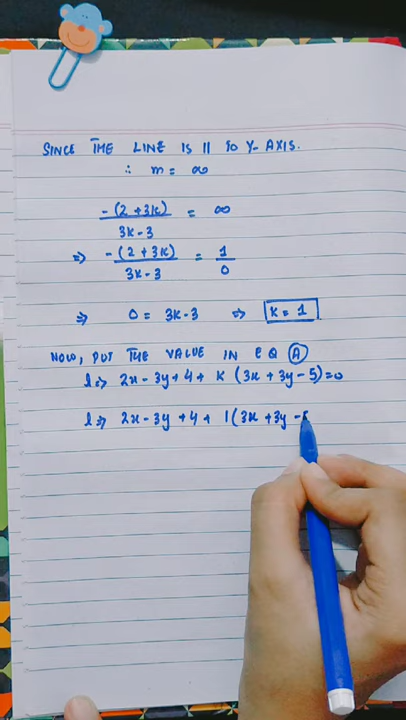 SINCE THE LINE IS || TO Y-AXIS.
∴ m = ∞
-(2+3k)/3k-3 = ∞
⇒ -(2+3k)/3k-3 = 1/0
⇒ 0 = 3k-3 ⇒ k = 1
NOW, PUT THE VALUE IN EQ (A)
l ⇒ 2x-3y+4+ k (3x+3y-5)=0
l ⇒ 2x-3y+4+ 1(3x+3y-5